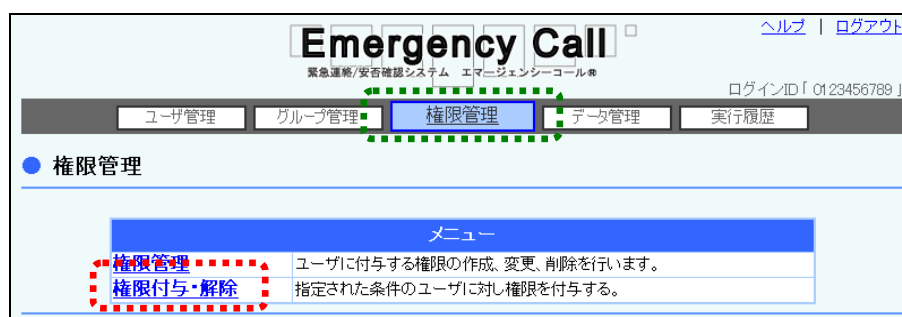 ヘルプ | ログアウト
Emergency Call
緊急連絡/安否確認システム エマージェンシーコール®
ログインID「 0123456789 」
ユーザ管理 グループ管理 権限管理 データ管理 実行履歴
権限管理
メニュー
権限管理 ユーザに付与する権限の作成、変更、削除を行います。
権限付与・解除 指定された条件のユーザに対し権限を付与する。